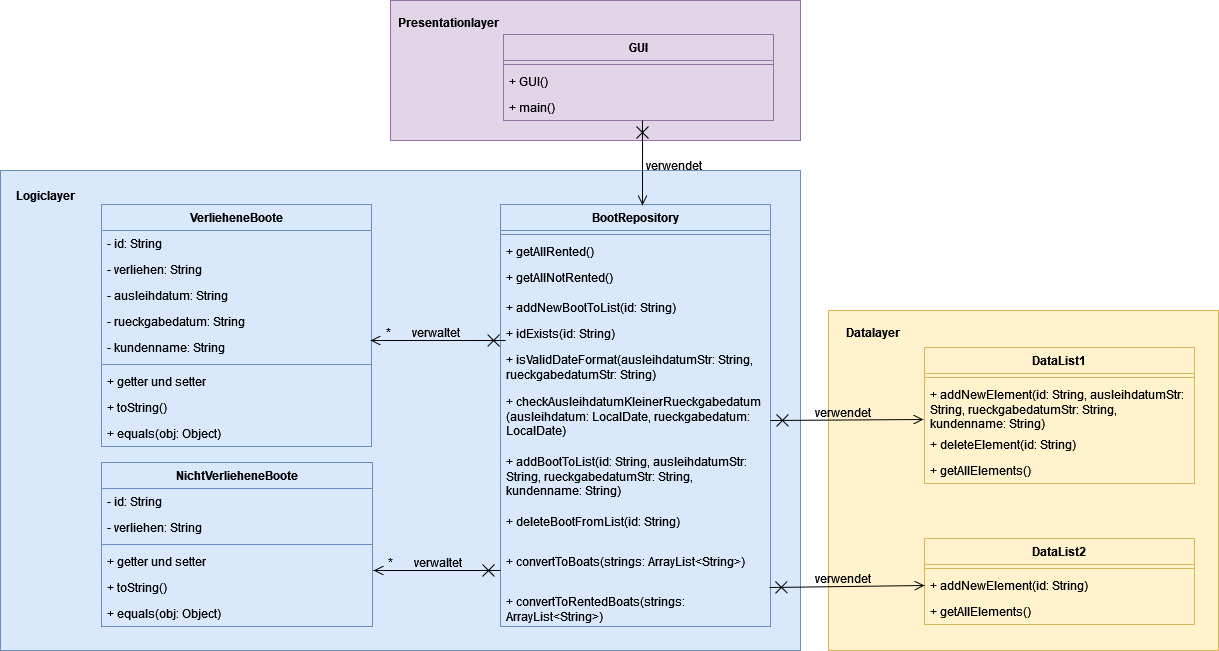 Presentationlayer
GUI
+ GUI()
+ main()
verwendet
Logiclayer
VerlieheneBoote
- id: String
- verliehen: String
- ausleihdatum: String
- rueckgabedatum: String
- kundenname: String
+ getter und setter
+ toString()
+ equals(obj: Object)
* verwaltet
NichtVerlieheneBoote
- id: String
- verliehen: String
+ getter und setter
+ toString()
+ equals(obj: Object)
* verwaltet
BootRepository
+ getAllRented()
+ getAllNotRented()
+ addNewBootToList(id: String)
+ idExists(id: String)
+ isValidDateFormat(ausleihdatumStr: String,
rueckgabedatumStr: String)
+ checkAusleihdatumKleinerRueckgabedatum
(ausleihdatum: LocalDate, rueckgabedatum:
LocalDate)
+ addBootToList(id: String, ausleihdatumStr:
String, rueckgabedatumStr: String,
kundenname: String)
+ deleteBootFromList(id: String)
+ convertToBoats(strings: ArrayList<String>)
+ convertToRentedBoats(strings:
ArrayList<String>)
verwendet
verwendet
Datalayer
DataList1
+ addNewElement(id: String, ausleihdatumStr:
String, rueckgabedatumStr: String,
kundenname: String)
+ deleteElement(id: String)
+ getAllElements()
DataList2
+ addNewElement(id: String)
+ getAllElements()